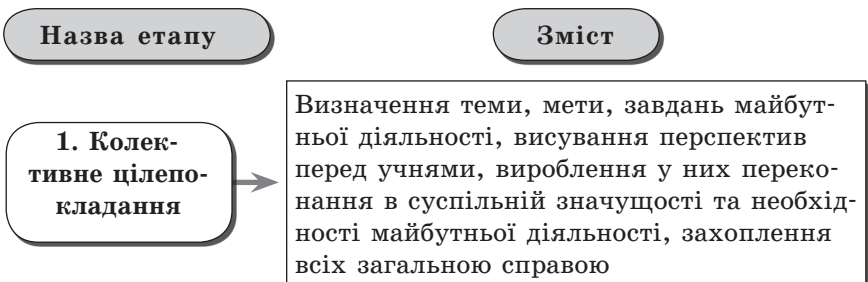 Назва етапу
Зміст
1. Колек-
тивне цілепо-
кладання
Визначення теми, мети, завдань майбут-
ньої діяльності, висування перспектив
перед учнями, вироблення у них переко-
нання в суспільній значущості та необхід-
ності майбутньої діяльності, захоплення
всіх загальною справою